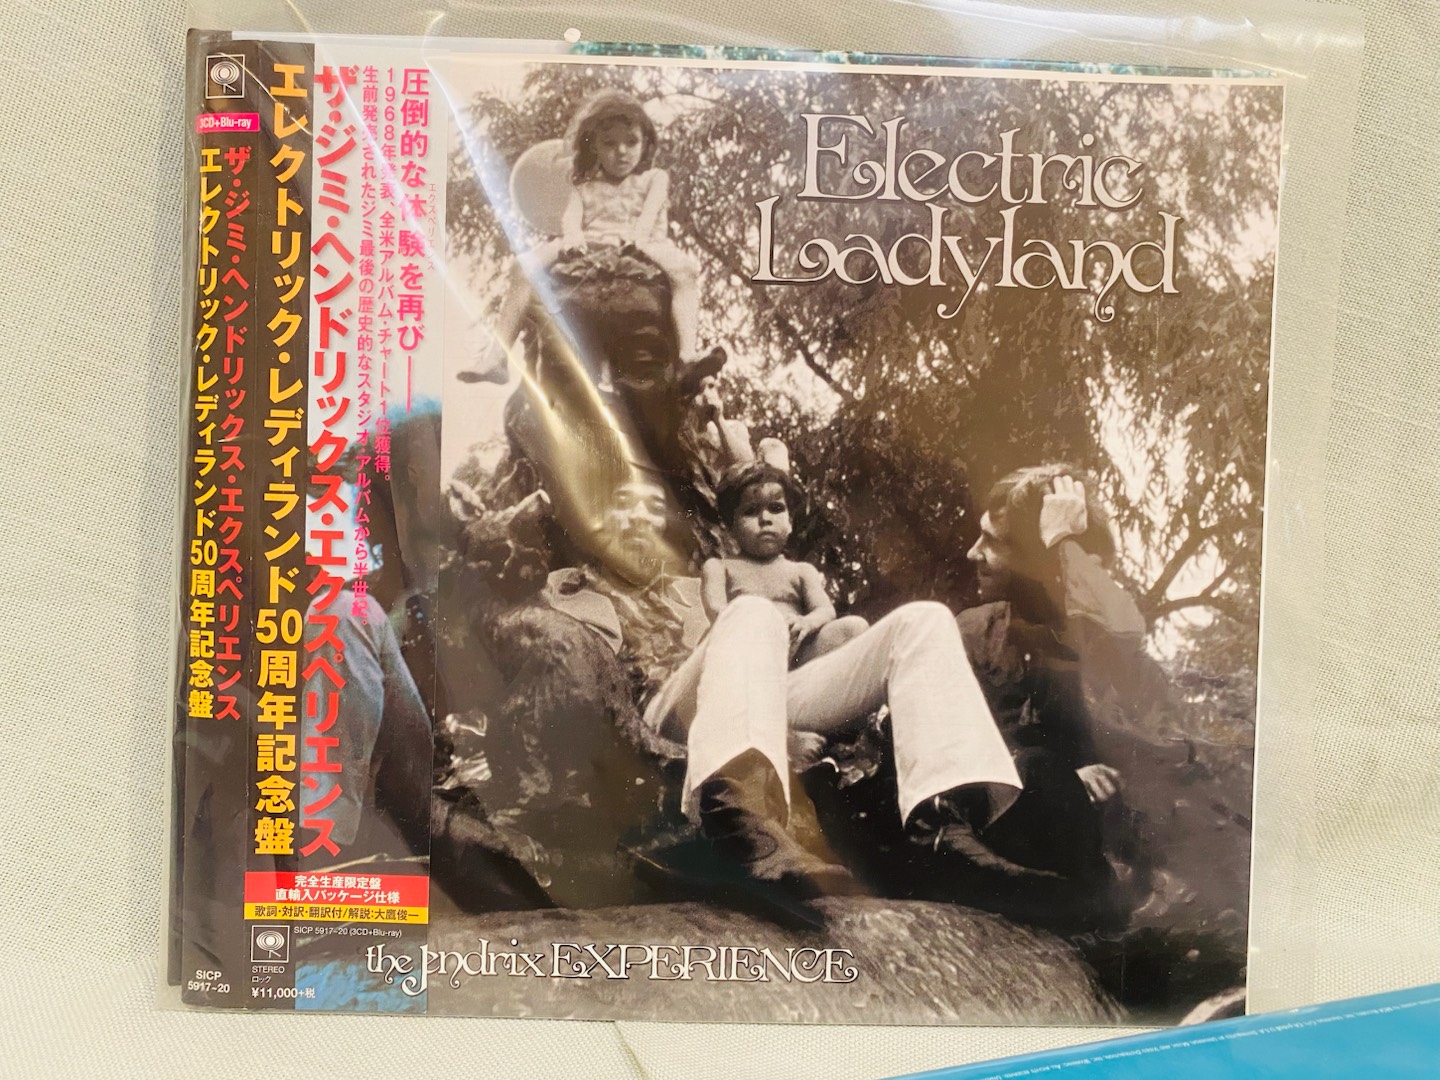 3CD+Blu-ray
ザ・ジミ・ヘンドリックス・エクスペリエンス
エレクトリック・レディランド50周年記念盤
SICP
5917~20
ザ・ジミ・ヘンドリックス・エクスペリエンス
エレクトリック・レディランド50周年記念盤
圧倒的な体験を再び——
1968年発表、全米アルバム・チャート1位獲得。
生前発売されたジミ最後の歴史的なスタジオ・アルバムから半世紀。
完全生産限定盤
直輸入パッケージ仕様
歌詞・対訳・翻訳付/解説:大鷹俊一
SICP 5917~20 (3CD+Blu-ray)
STEREO
ロック
¥11,000+税
Electric
Ladyland
the Jendrix EXPERIENCE